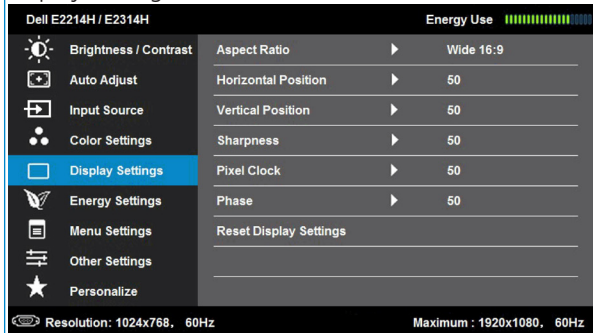 Dell E2214H / E2314H Energy Use
Brightness / Contrast Aspect Ratio Wide 16:9
Auto Adjust Horizontal Position 50
Input Source Vertical Position 50
Color Settings Sharpness 50
Display Settings Pixel Clock 50
Energy Settings Phase 50
Menu Settings Reset Display Settings
Other Settings
Personalize
Resolution: 1024x768, 60Hz Maximum : 1920x1080, 60Hz